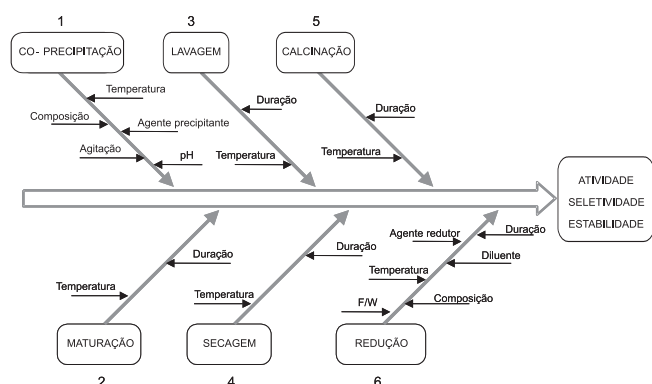 1
3
5
CO- PRECIPITAÇÃO
LAVAGEM
CALCINAÇÃO
Temperatura
Composição
Agente precipitante
Agitação
pH
Duração
Temperatura
Duração
Temperatura
ATIVIDADE
SELETIVIDADE
ESTABILIDADE
Duração
Temperatura
Duração
Temperatura
Agente redutor
Duração
Diluente
Temperatura
F/W
Composição
MATURAÇÃO
SECAGEM
REDUÇÃO
2
4
6